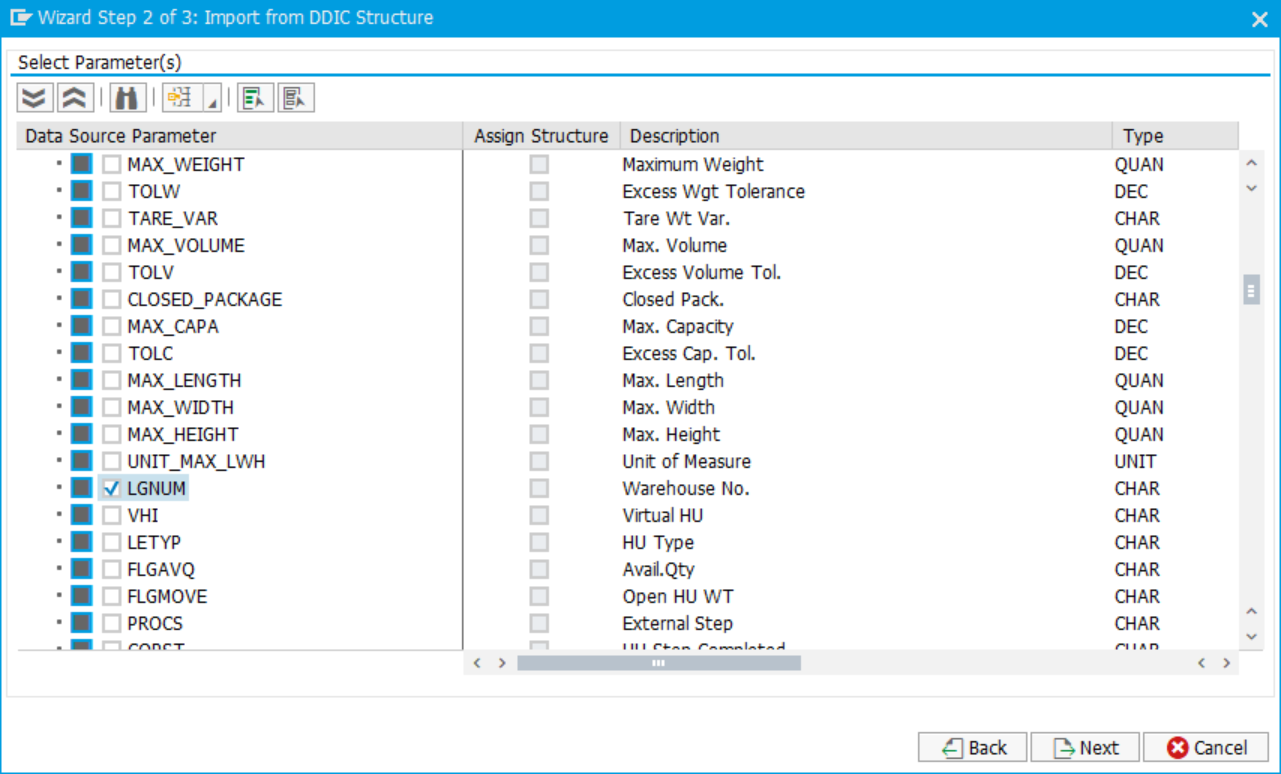 Wizard Step 2 of 3: Import from DDIC Structure
Select Parameter(s)
Data Source Parameter Assign Structure Description Type
MAX_WEIGHT Maximum Weight QUAN
TOLW Excess Wgt Tolerance DEC
TARE_VAR Tare Wt Var. CHAR
MAX_VOLUME Max. Volume QUAN
TOLV Excess Volume Tol. DEC
CLOSED_PACKAGE Closed Pack. CHAR
MAX_CAPA Max. Capacity DEC
TOLC Excess Cap. Tol. DEC
MAX_LENGTH Max. Length QUAN
MAX_WIDTH Max. Width QUAN
MAX_HEIGHT Max. Height QUAN
UNIT_MAX_LWH Unit of Measure UNIT
LGNUM Warehouse No. CHAR
VHI Virtual HU CHAR
LETYP HU Type CHAR
FLGAVQ Avail.Qty CHAR
FLGMOVE Open HU WT CHAR
PROCS External Step CHAR
COPST HU Step Completed CHAR
Back Next Cancel